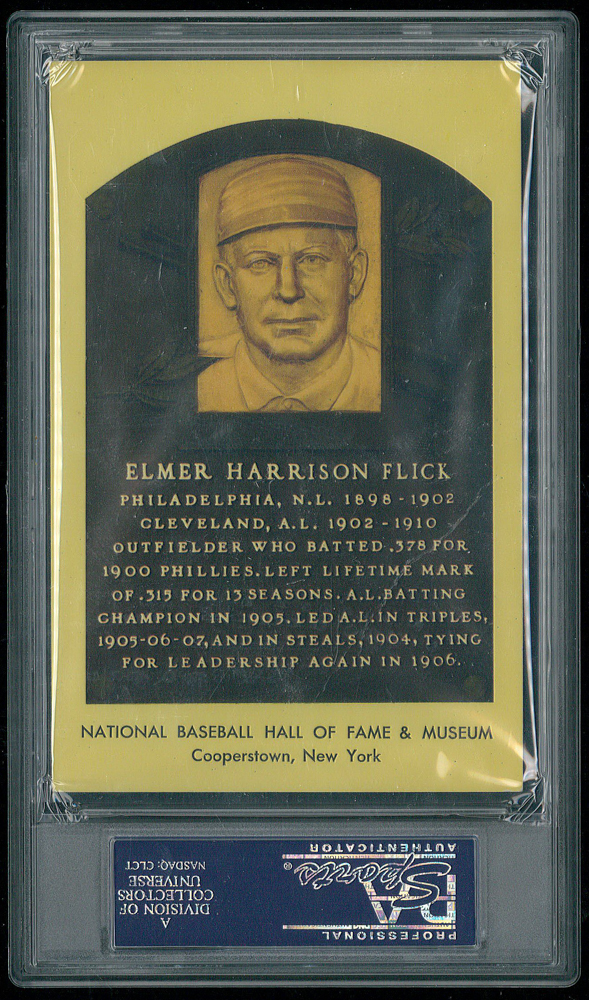 ELMER HARRISON FLICK
PHILADELPHIA, N.L. 1898-1902
CLEVELAND, A.L. 1902-1910
OUTFIELDER WHO BATTED .378 FOR
1900 PHILLIES. LEFT LIFETIME MARK
OF .315 FOR 13 SEASONS. A.L. BATTING
CHAMPION IN 1905. LED A.L. IN TRIPLES,
1905-06-07, AND IN STEALS, 1904, TYING
FOR LEADERSHIP AGAIN IN 1906.
NATIONAL BASEBALL HALL OF FAME & MUSEUM
Cooperstown, New York
PROFESSIONAL
PSA
Sports®
AUTHENTICATOR
A
DIVISION OF
COLLECTORS
UNIVERSE
NASDAQ: CLCT